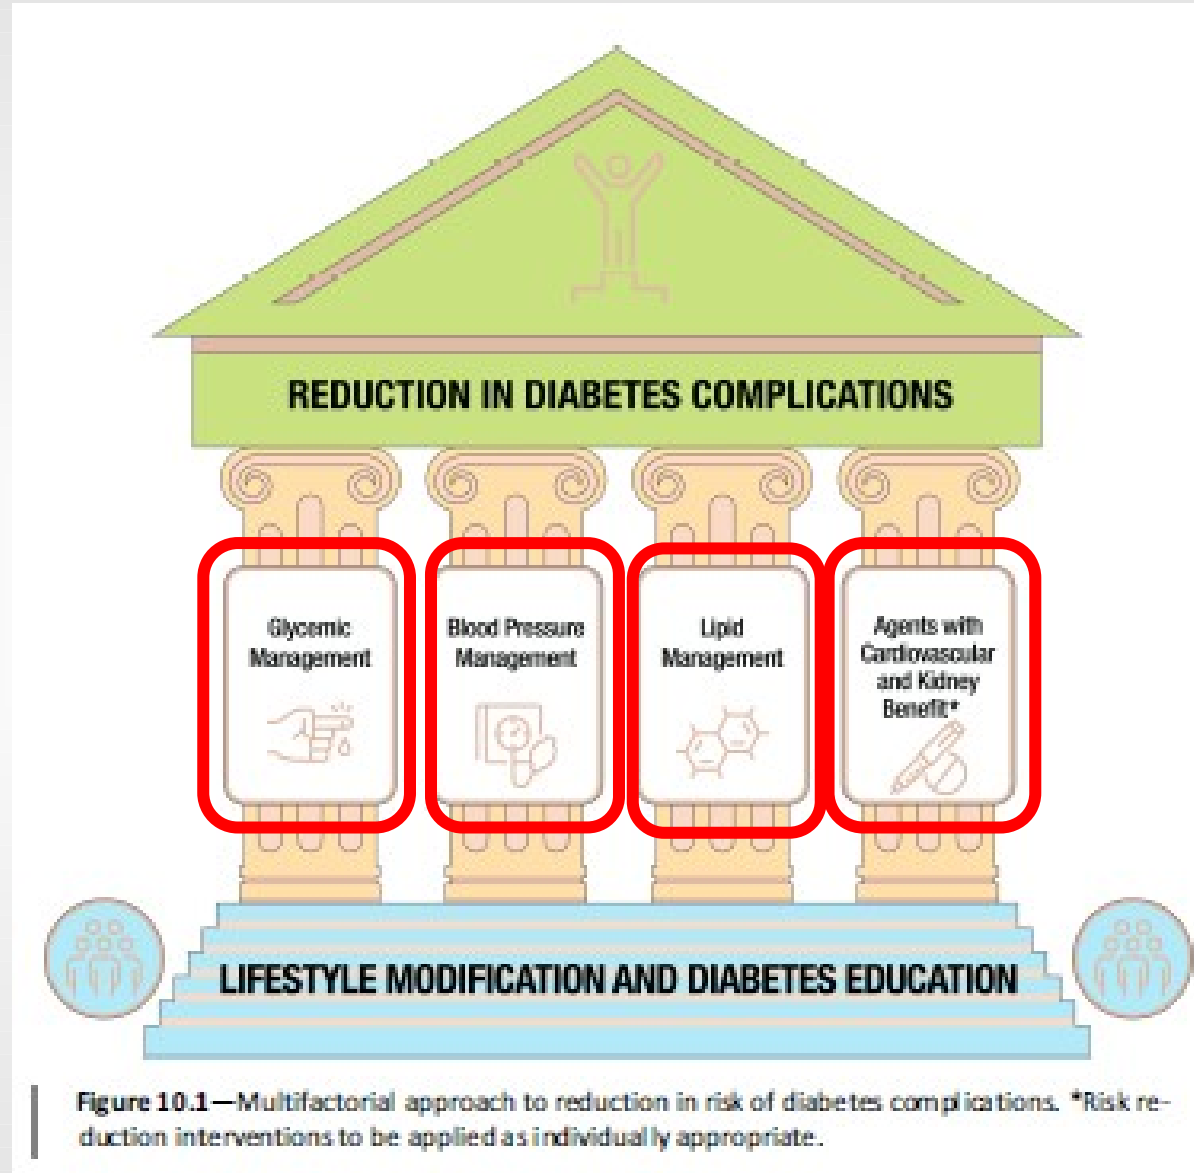 REDUCTION IN DIABETES COMPLICATIONS
Glycemic
Management
Blood Pressure
Management
Lipid
Management
Agents with
Cardiovascular
and Kidney
Benefit*
LIFESTYLE MODIFICATION AND DIABETES EDUCATION
Figure 10.1—Multifactorial approach to reduction in risk of diabetes complications. *Risk re-
duction interventions to be applied as individually appropriate.